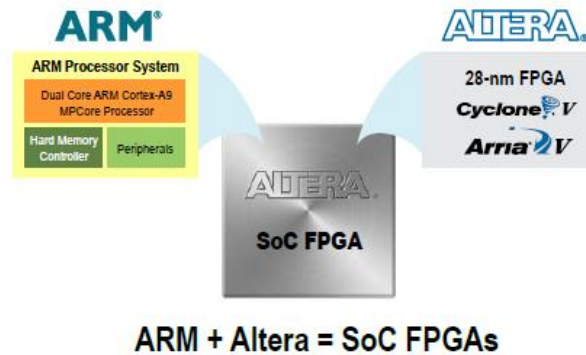 ARM®
ARM Processor System
Dual Core ARM Cortex-A9
MPCore Processor
Hard Memory
Controller
Peripherals
ALTERA®
28-nm FPGA
Cyclone® V
Arria® V
ALTERA®
SoC FPGA
ARM + Altera = SoC FPGAs